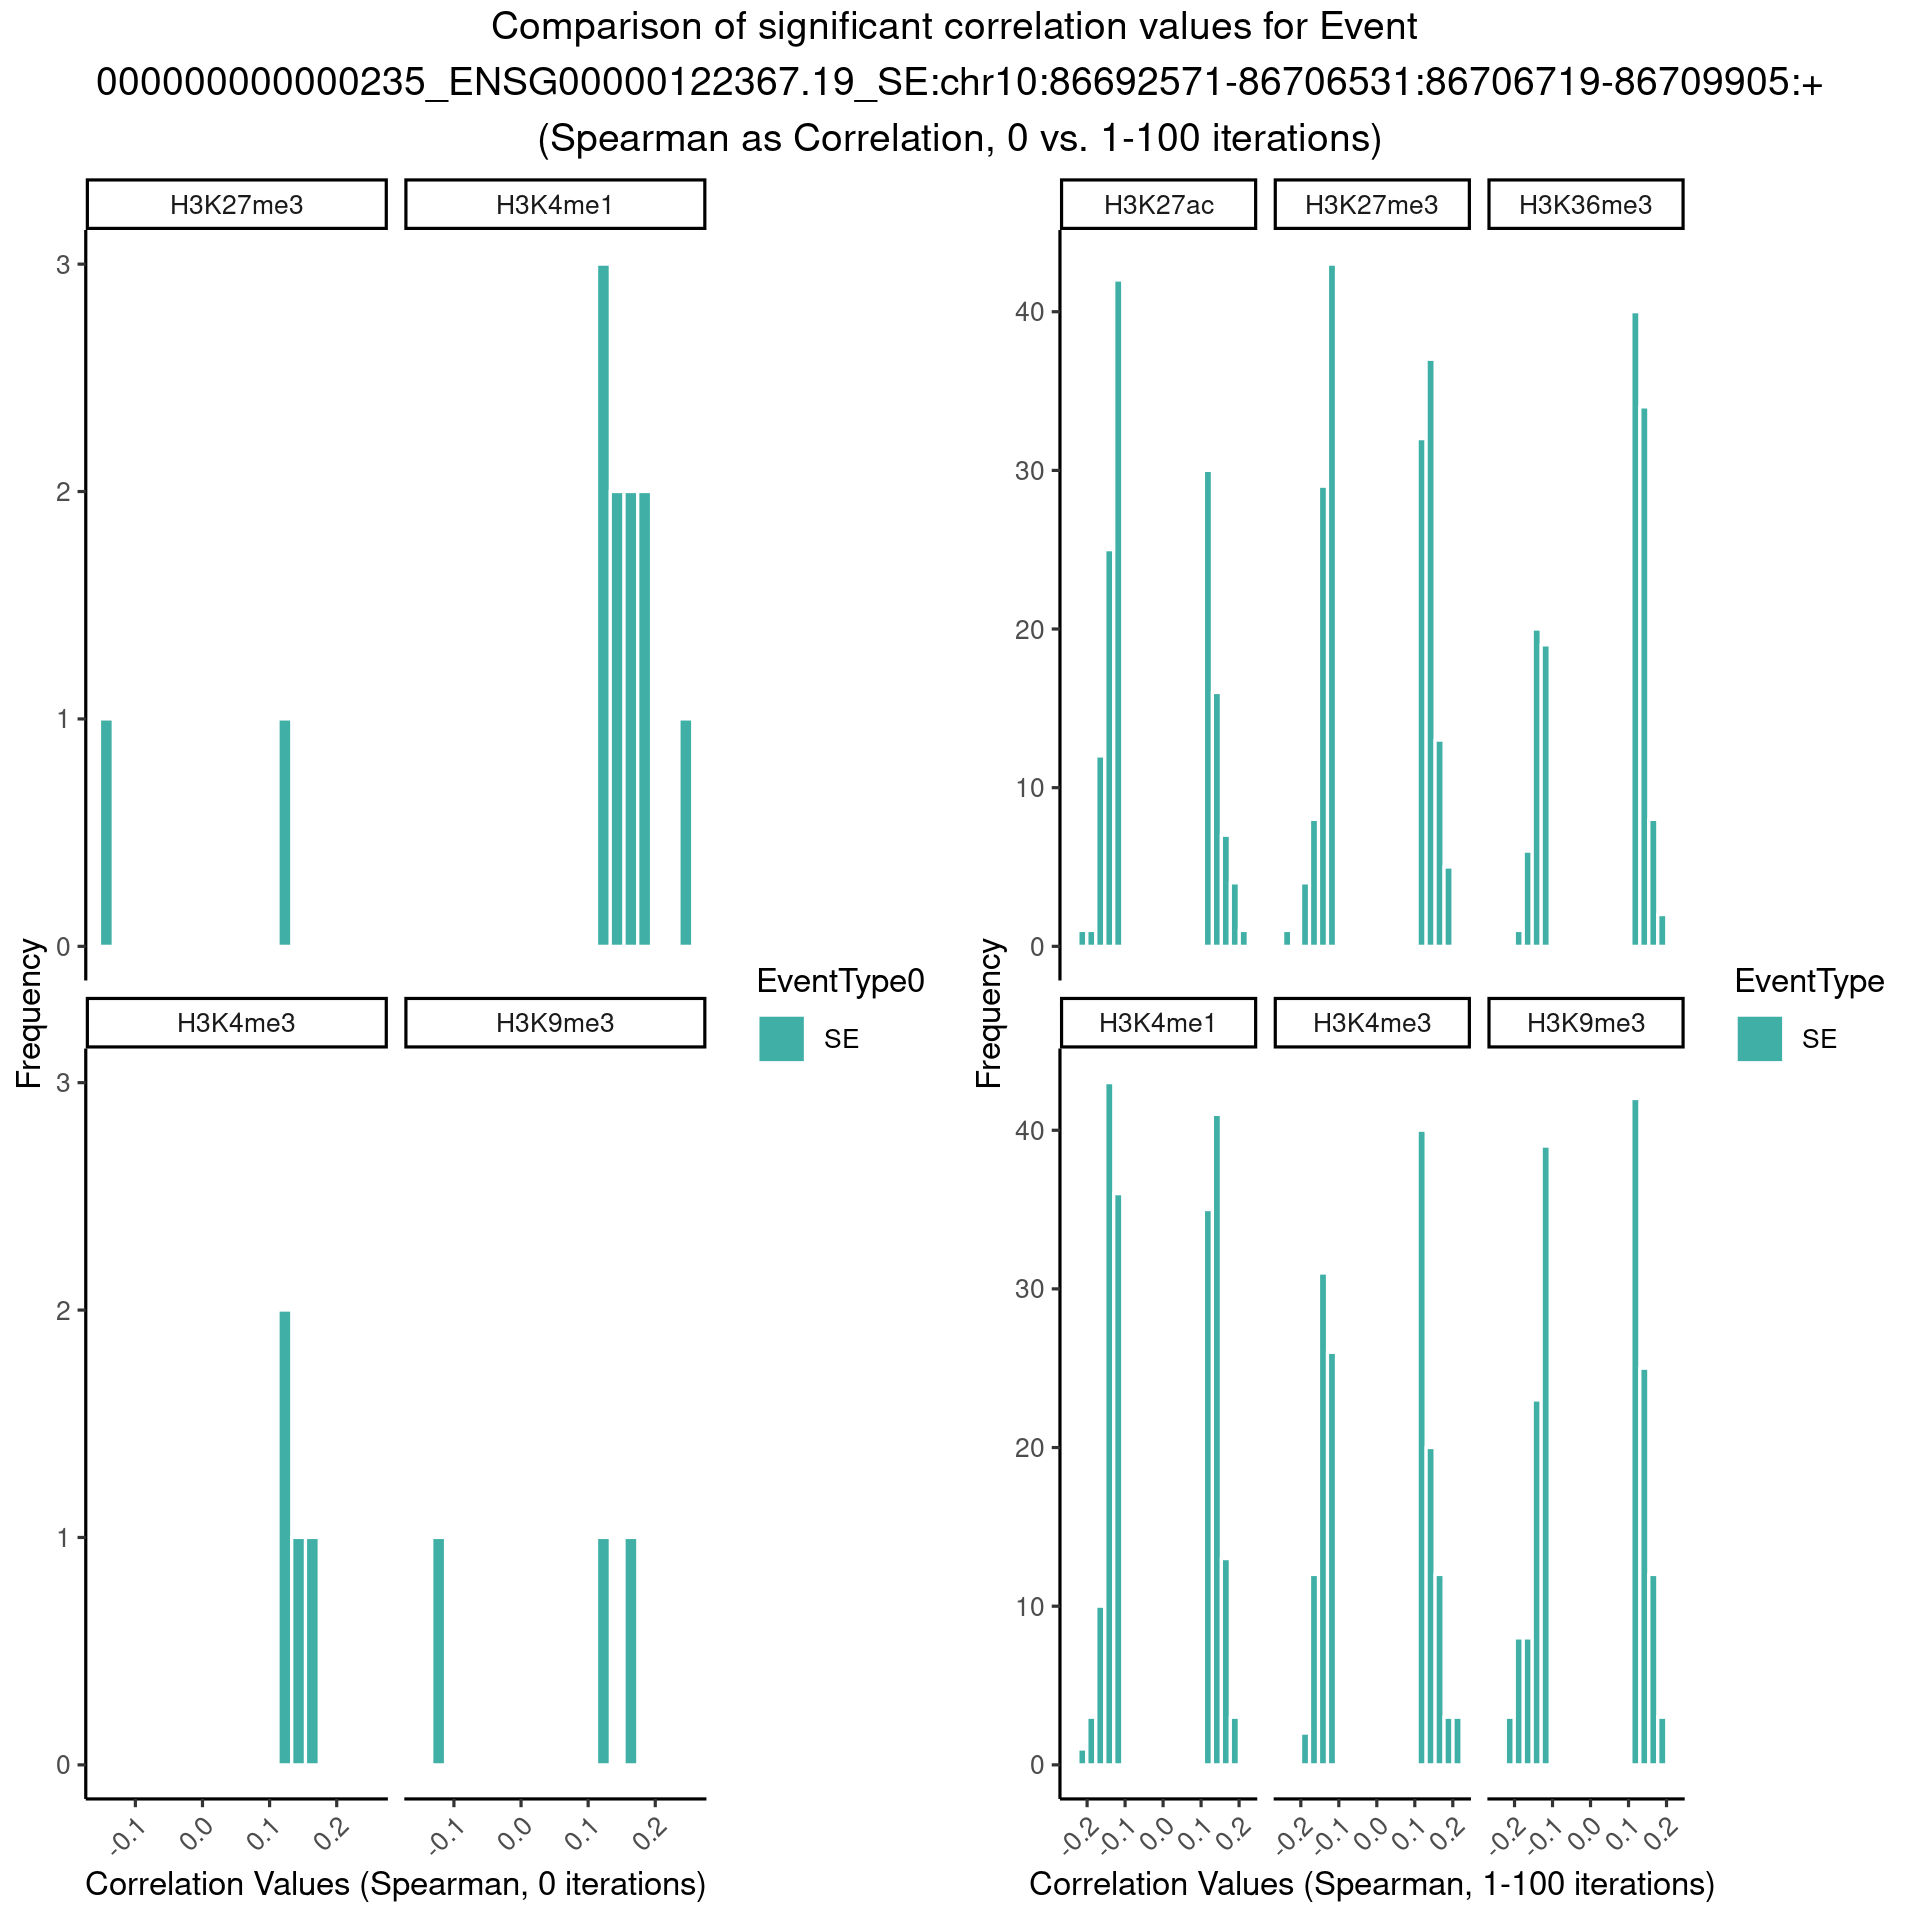 Comparison of significant correlation values for Event
000000000000235_ENSG00000122367.19_SE:chr10:86692571-86706531:86706719-86709905:+
(Spearman as Correlation, 0 vs. 1-100 iterations)
H3K27me3 H3K4me1
3
2
1
0
H3K4me3 H3K9me3
3
2
1
0
-0.1 0.0 0.1 0.2 -0.1 0.0 0.1 0.2
Frequency
Correlation Values (Spearman, 0 iterations)
EventType0
SE
H3K27ac H3K27me3 H3K36me3
40
30
20
10
0
H3K4me1 H3K4me3 H3K9me3
40
30
20
10
0
-0.2 -0.1 0.0 0.1 0.2 -0.2 -0.1 0.0 0.1 0.2 -0.2 -0.1 0.0 0.1 0.2
Frequency
Correlation Values (Spearman, 1-100 iterations)
EventType
SE